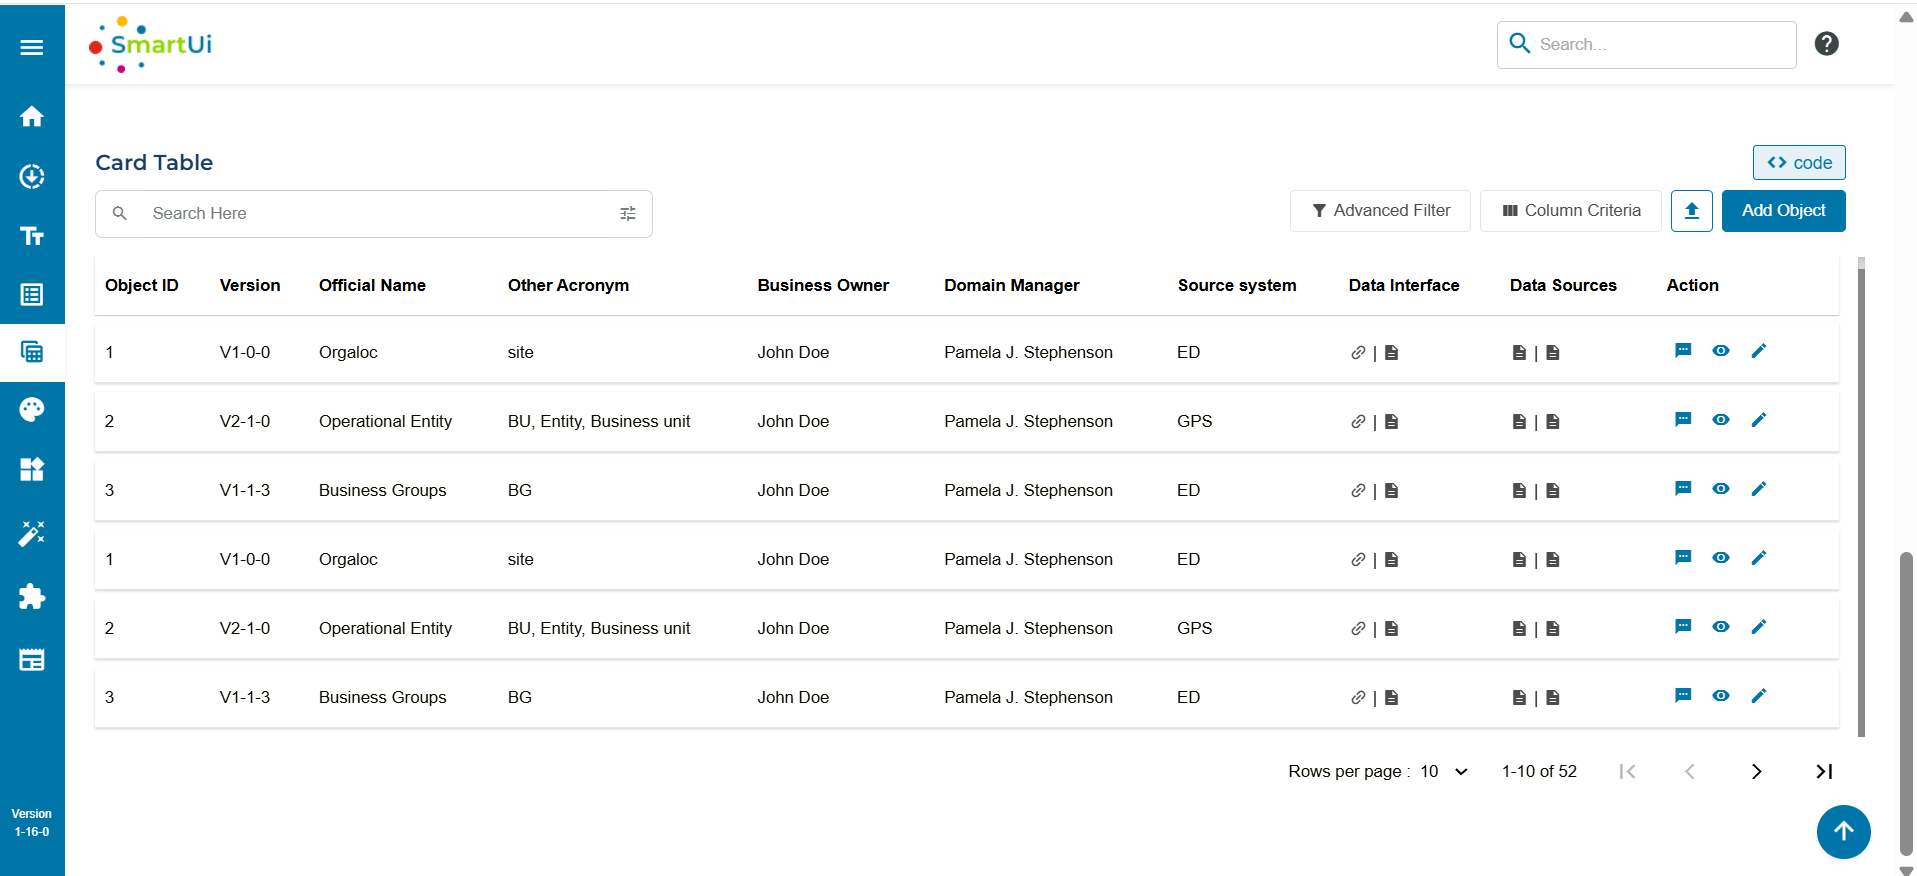 SmartUi
Search...
Card Table
<> code
Search Here
Advanced Filter
Column Criteria
Add Object
Object ID Version Official Name Other Acronym Business Owner Domain Manager Source system Data Interface Data Sources Action
1 V1-0-0 Orgaloc site John Doe Pamela J. Stephenson ED | |
2 V2-1-0 Operational Entity BU, Entity, Business unit John Doe Pamela J. Stephenson GPS | |
3 V1-1-3 Business Groups BG John Doe Pamela J. Stephenson ED | |
1 V1-0-0 Orgaloc site John Doe Pamela J. Stephenson ED | |
2 V2-1-0 Operational Entity BU, Entity, Business unit John Doe Pamela J. Stephenson GPS | |
3 V1-1-3 Business Groups BG John Doe Pamela J. Stephenson ED | |
Rows per page : 10 1-10 of 52
Version
1-16-0